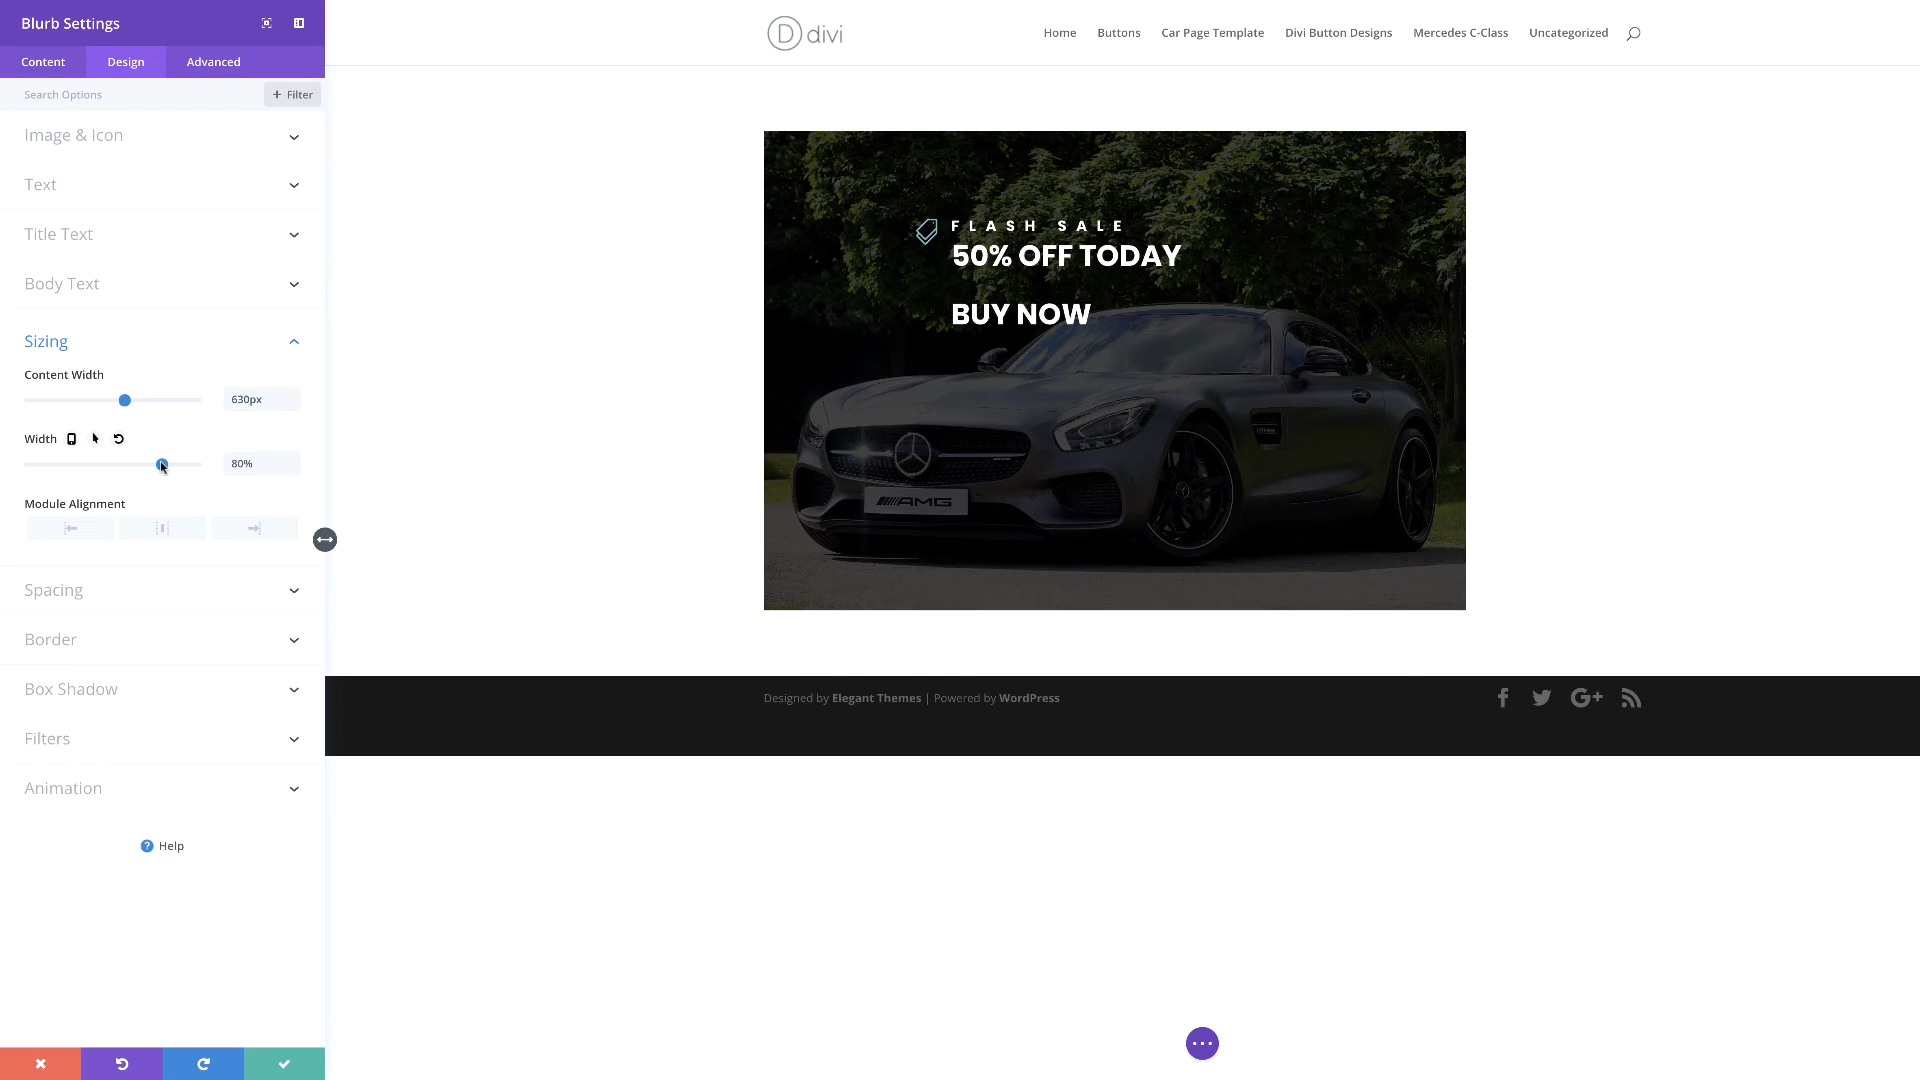 Blurb Settings
Content
Design
Advanced
Search Options
+ Filter
Image & Icon
Text
Title Text
Body Text
Sizing
Content Width
630px
Width
80%
Module Alignment
Spacing
Border
Box Shadow
Filters
Animation
? Help
D divi
Home
Buttons
Car Page Template
Divi Button Designs
Mercedes C-Class
Uncategorized
FLASH SALE
50% OFF TODAY
BUY NOW
AMG
Designed by Elegant Themes | Powered by WordPress
G+